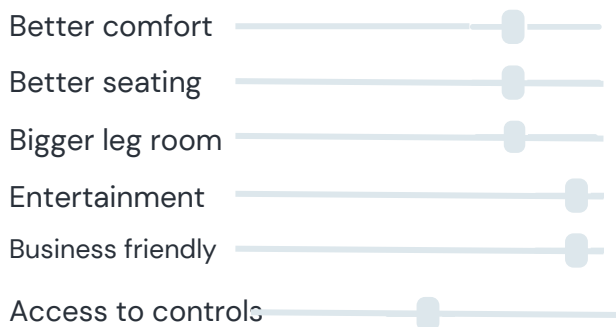 Better comfort
Better seating
Bigger leg room
Entertainment
Business friendly
Access to controls